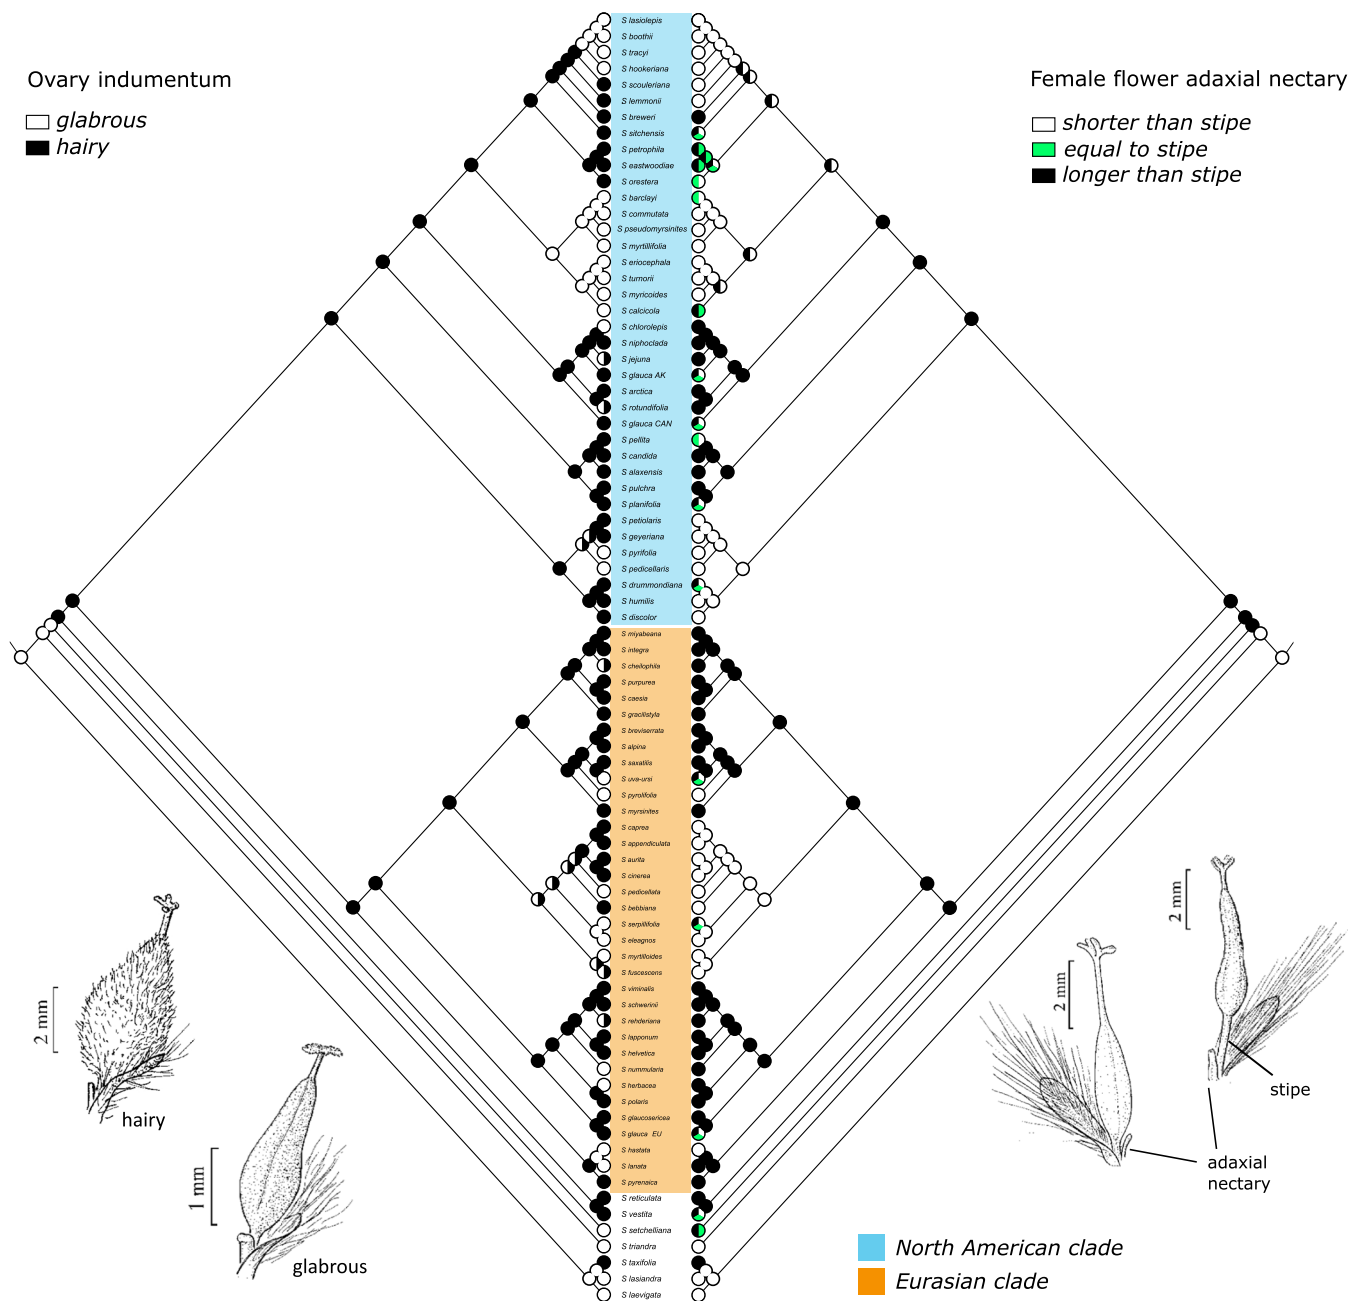 Ovary indumentum
glabrous
hairy
Female flower adaxial nectary
shorter than stipe
equal to stipe
longer than stipe
S lasiolepis
S boothii
S tracyi
S hookeriana
S scouleriana
S lemmonii
S breweri
S sitchensis
S petrophila
S eastwoodiae
S orestera
S barclayi
S commutata
S pseudomyrsinites
S myrtillifolia
S eriocephala
S turnorii
S myricoides
S calcicola
S chlorolepis
S niphoclada
S jejuna
S glauca AK
S arctica
S rotundifolia
S glauca CAN
S pellita
S candida
S alaxensis
S pulchra
S planifolia
S petiolaris
S geyeriana
S pyrifolia
S pedicellaris
S drummondiana
S humilis
S discolor
S miyabeana
S integra
S cheilophila
S purpurea
S caesia
S gracilistyla
S breviserrata
S alpina
S saxatilis
S uva-ursi
S pyrolifolia
S myrsinites
S caprea
S appendiculata
S aurita
S cinerea
S pedicellata
S bebbiana
S serpillifolia
S eleagnos
S myrtilloides
S fuscescens
S viminalis
S schwerinii
S rehderiana
S lapponum
S helvetica
S nummularia
S herbacea
S polaris
S glaucosericea
S glauca EU
S hastata
S lanata
S pyrenaica
S reticulata
S vestita
S setchelliana
S triandra
S taxifolia
S lasiandra
S laevigata
2 mm
hairy
1 mm
glabrous
2 mm
2 mm
stipe
adaxial
nectary
North American clade
Eurasian clade